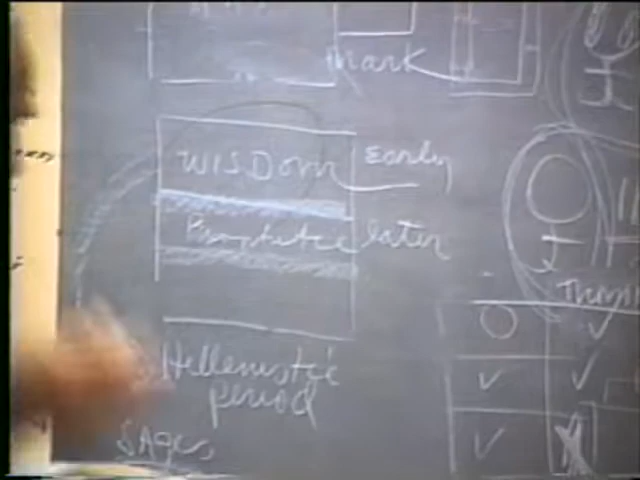 Mark
WISDom Early
Prophetic later
Hellenistic
period
SAges